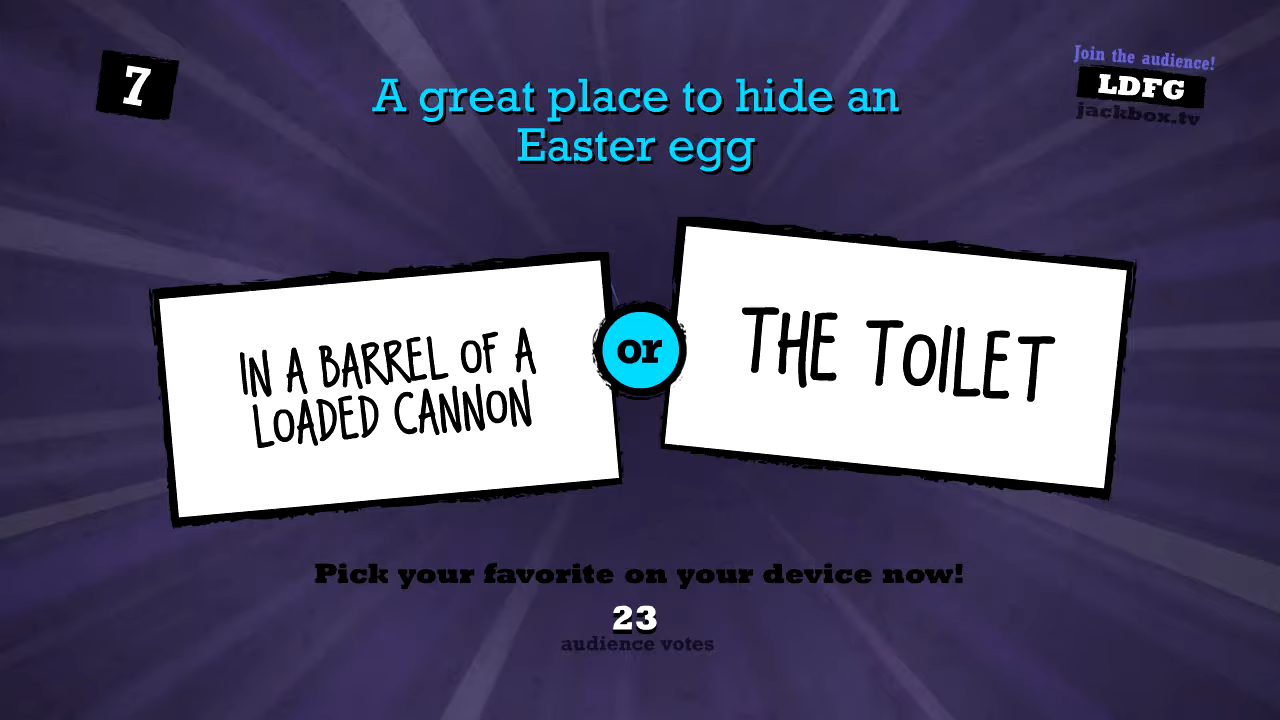 7
A great place to hide an
Easter egg
Join the audience!
LDFG
jackbox.tv
IN A BARREL OF A
LOADED CANNON
or
THE TOILET
Pick your favorite on your device now!
23
audience votes